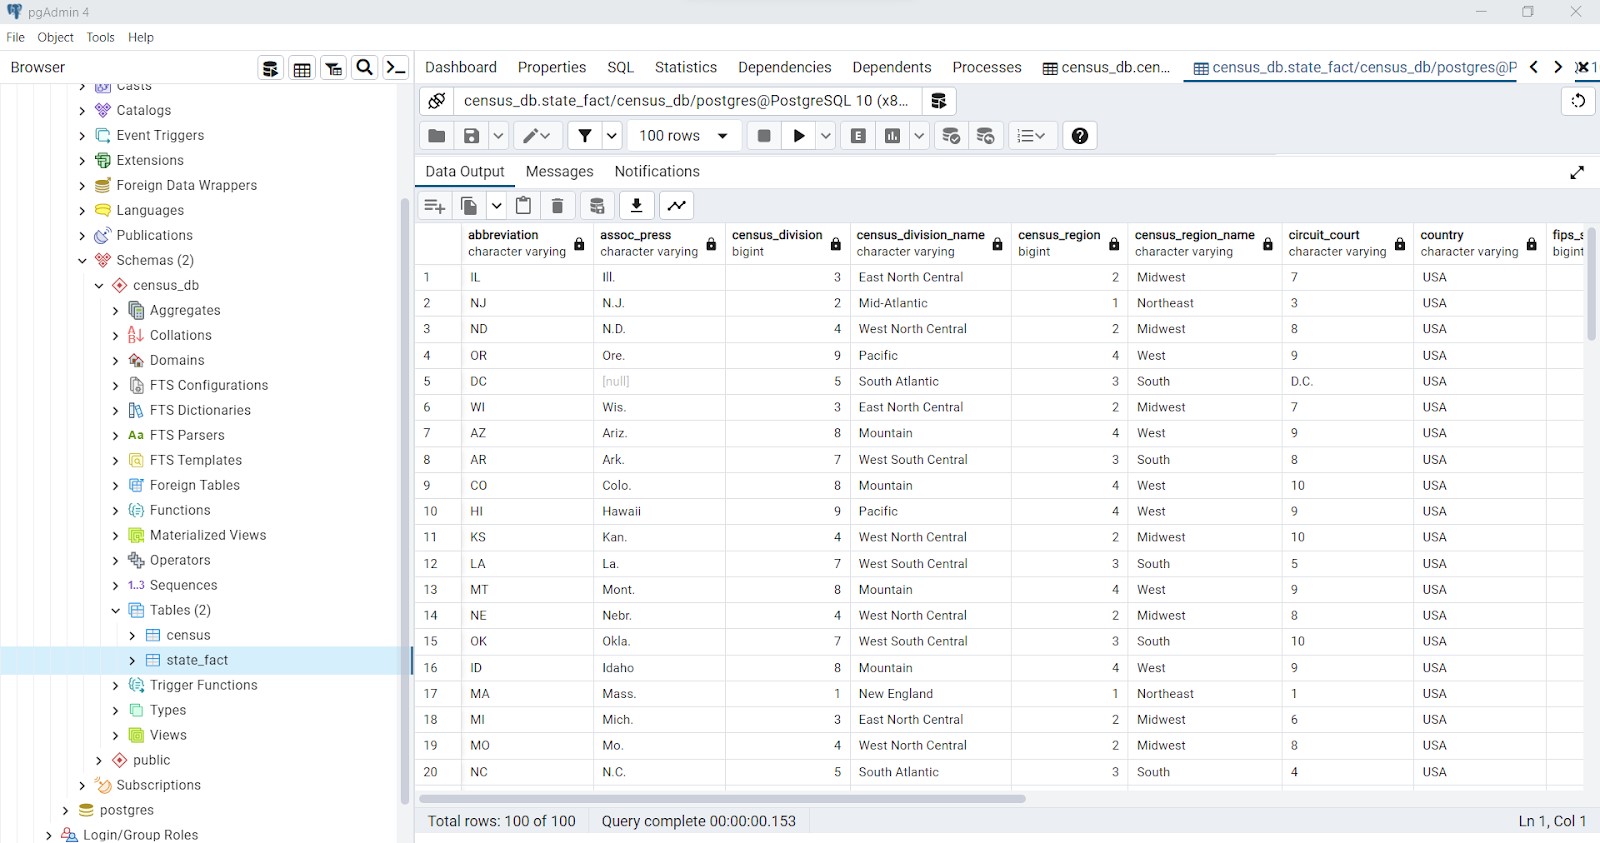 pgAdmin 4
File Object Tools Help
Browser
Dashboard Properties SQL Statistics Dependencies Dependents Processes census_db.cen... census_db.state_fact/census_db/postgres@P
census_db.state_fact/census_db/postgres@PostgreSQL 10 (x8...
100 rows
E
Data Output Messages Notifications
Casts
Catalogs
Event Triggers
Extensions
Foreign Data Wrappers
Languages
Publications
Schemas (2)
census_db
Aggregates
Collations
Domains
FTS Configurations
FTS Dictionaries
Aa FTS Parsers
FTS Templates
Foreign Tables
Functions
Materialized Views
Operators
1..3 Sequences
Tables (2)
census
state_fact
Trigger Functions
Types
Views
public
Subscriptions
postgres
Login/Group Roles
abbreviation assoc_press census_division census_division_name census_region census_region_name circuit_court country fips_s
character varying character varying bigint character varying bigint character varying character varying character varying bigint
1 IL Ill. 3 East North Central 2 Midwest 7 USA
2 NJ N.J. 2 Mid-Atlantic 1 Northeast 3 USA
3 ND N.D. 4 West North Central 2 Midwest 8 USA
4 OR Ore. 9 Pacific 4 West 9 USA
5 DC [null] 5 South Atlantic 3 South D.C. USA
6 WI Wis. 3 East North Central 2 Midwest 7 USA
7 AZ Ariz. 8 Mountain 4 West 9 USA
8 AR Ark. 7 West South Central 3 South 8 USA
9 CO Colo. 8 Mountain 4 West 10 USA
10 HI Hawaii 9 Pacific 4 West 9 USA
11 KS Kan. 4 West North Central 2 Midwest 10 USA
12 LA La. 7 West South Central 3 South 5 USA
13 MT Mont. 8 Mountain 4 West 9 USA
14 NE Nebr. 4 West North Central 2 Midwest 8 USA
15 OK Okla. 7 West South Central 3 South 10 USA
16 ID Idaho 8 Mountain 4 West 9 USA
17 MA Mass. 1 New England 1 Northeast 1 USA
18 MI Mich. 3 East North Central 2 Midwest 6 USA
19 MO Mo. 4 West North Central 2 Midwest 8 USA
20 NC N.C. 5 South Atlantic 3 South 4 USA
Total rows: 100 of 100 Query complete 00:00:00.153 Ln 1, Col 1